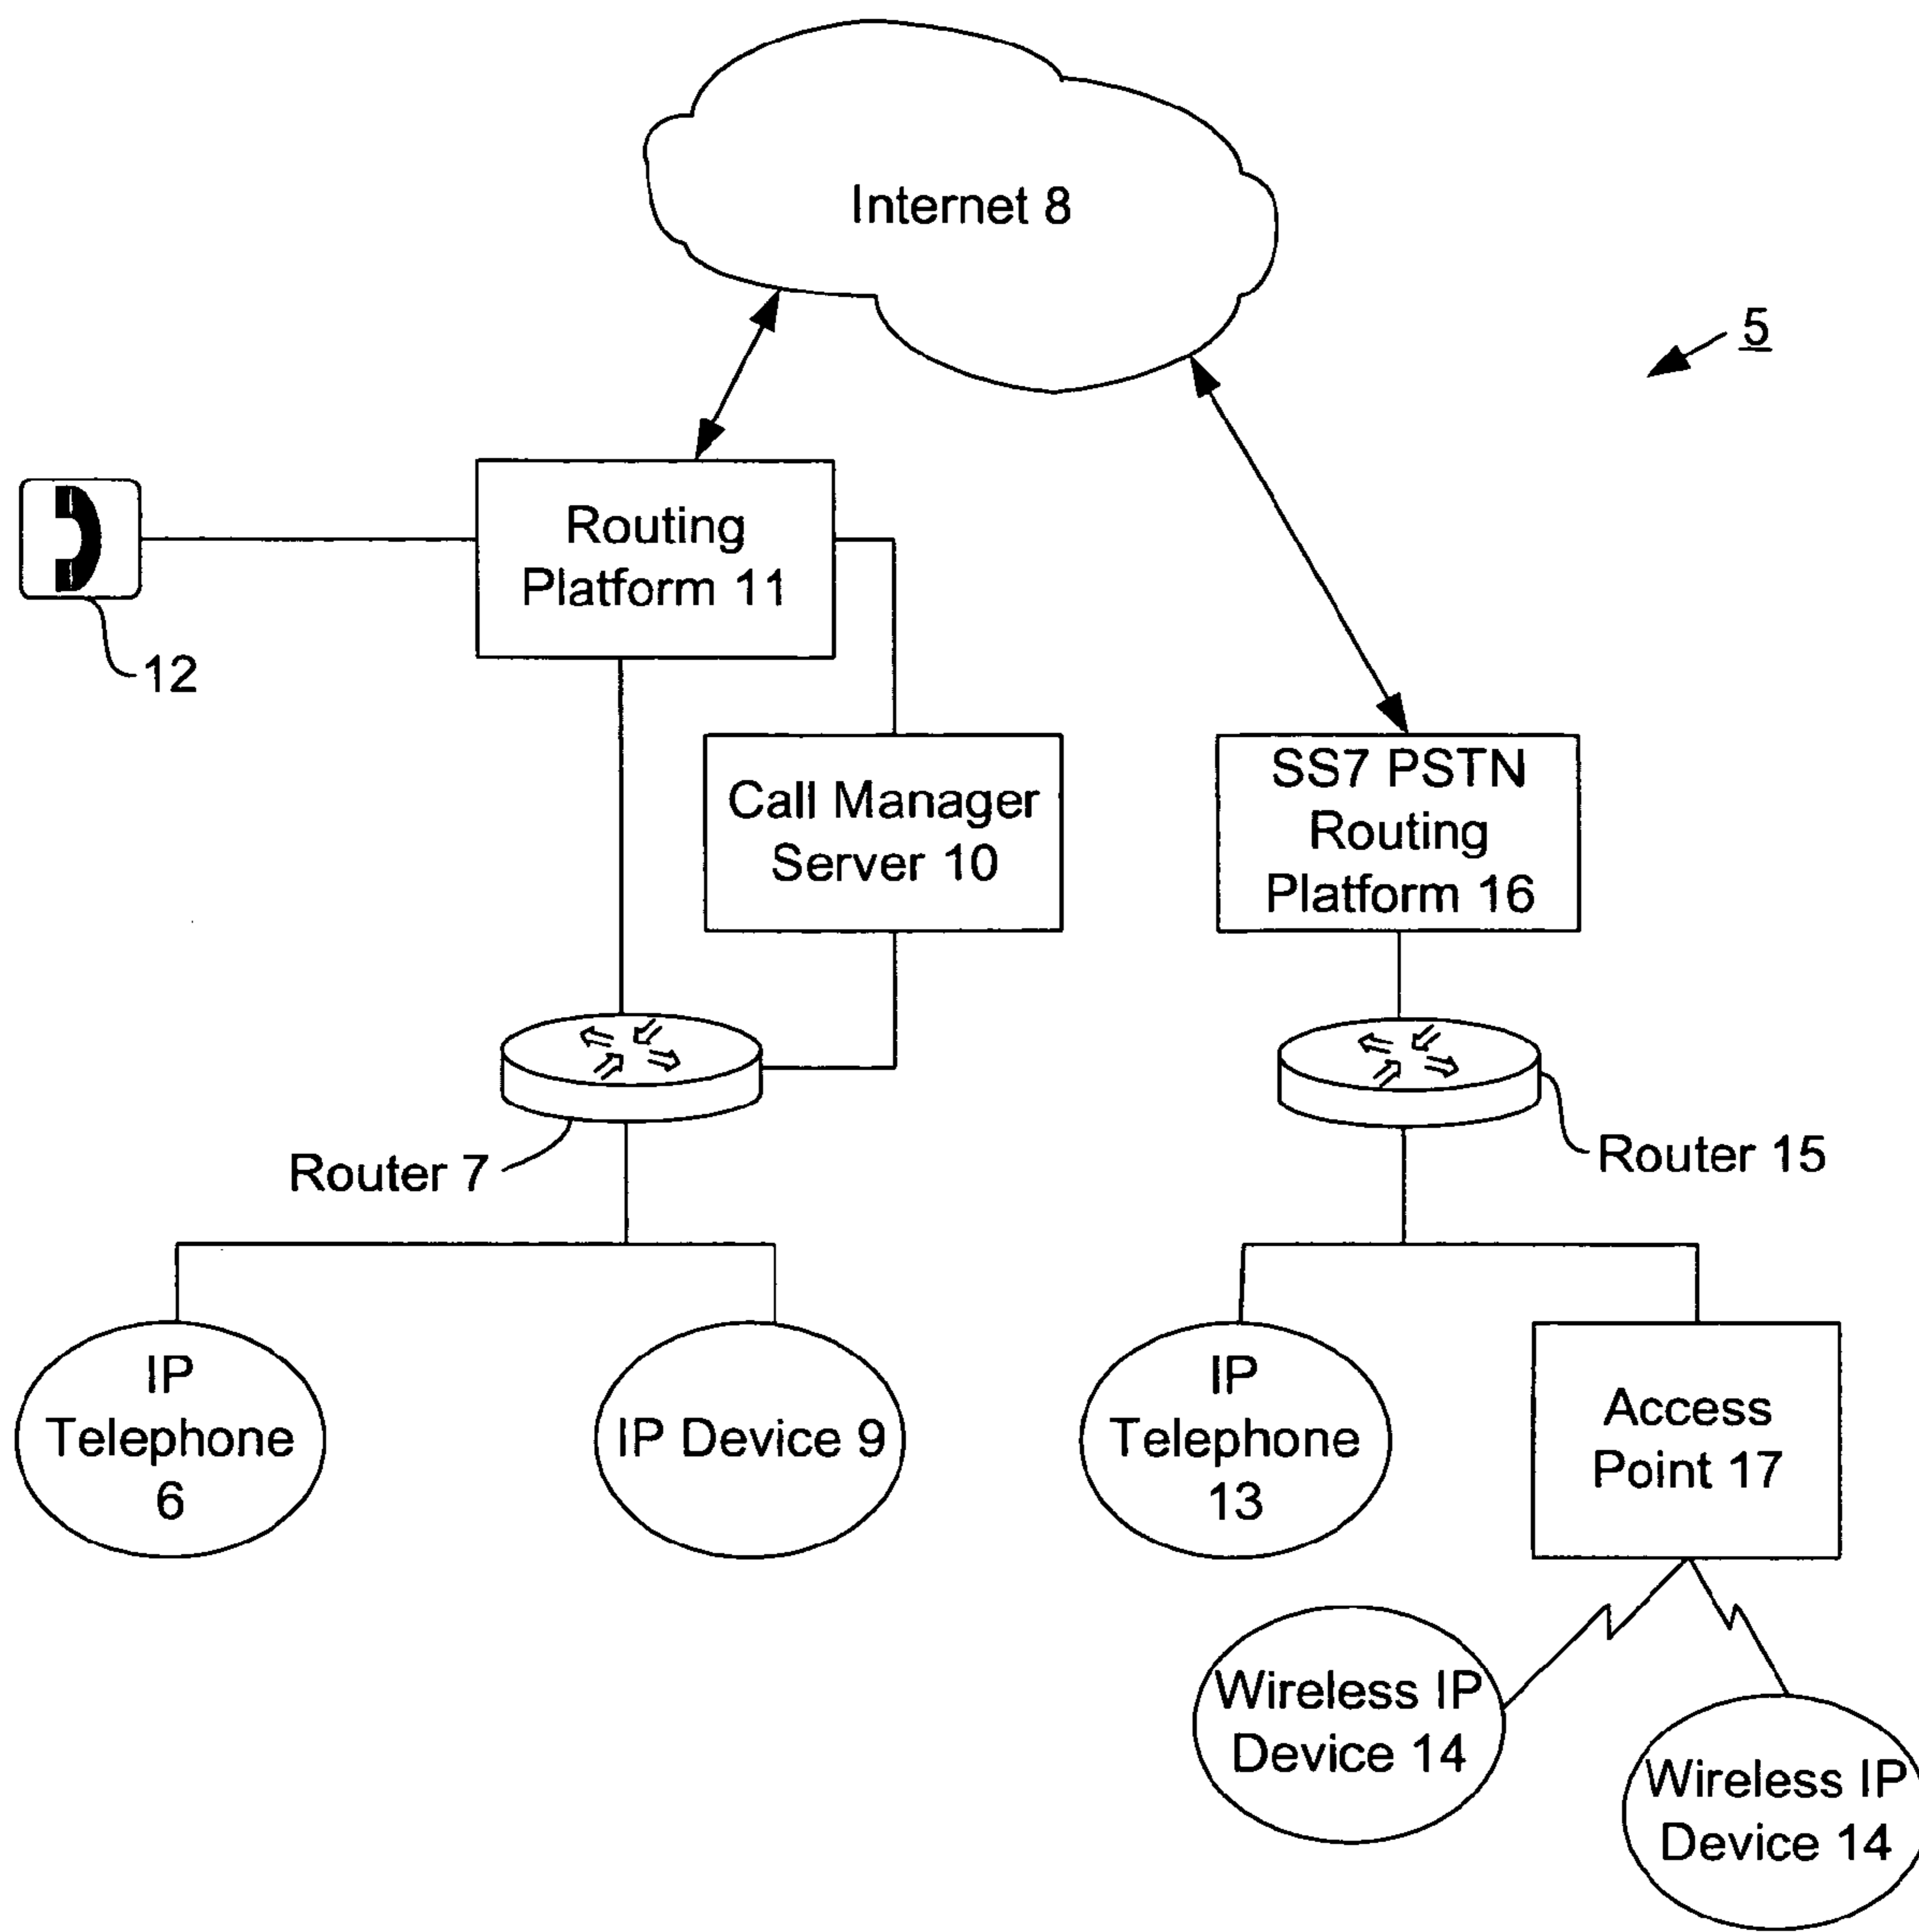 Internet 8
5
Routing
Platform 11
12
Call Manager
Server 10
SS7 PSTN
Routing
Platform 16
Router 7
Router 15
IP
Telephone
6
IP Device 9
IP
Telephone
13
Access
Point 17
Wireless IP
Device 14
Wireless IP
Device 14